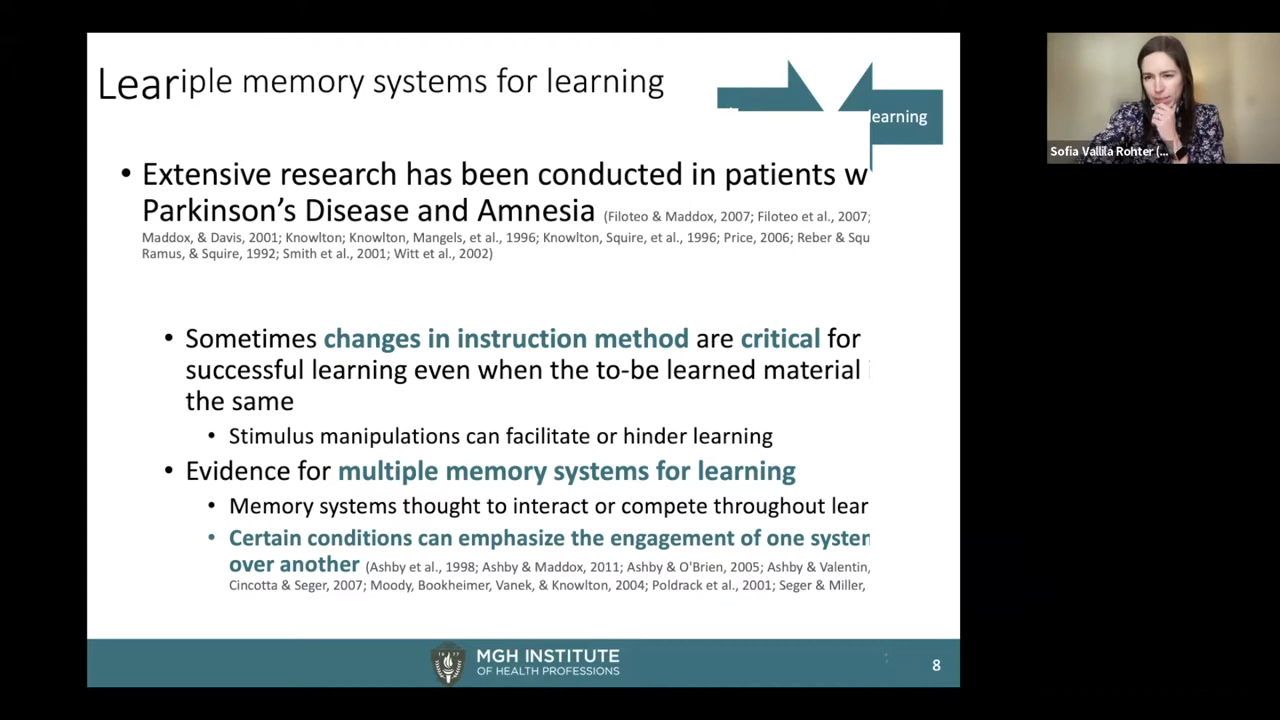 Leariple memory systems for learning
learning
• Extensive research has been conducted in patients w
Parkinson's Disease and Amnesia (Filoteo & Maddox, 2007; Filoteo et al., 2007;
Maddox, & Davis, 2001; Knowlton; Knowlton, Mangels, et al., 1996; Knowlton, Squire, et al., 1996; Price, 2006; Reber & Squ
Ramus, & Squire, 1992; Smith et al., 2001; Witt et al., 2002)
• Sometimes changes in instruction method are critical for
successful learning even when the to-be learned material i
the same
• Stimulus manipulations can facilitate or hinder learning
• Evidence for multiple memory systems for learning
• Memory systems thought to interact or compete throughout lear
• Certain conditions can emphasize the engagement of one system
over another (Ashby et al., 1998; Ashby & Maddox, 2011; Ashby & O'Brien, 2005; Ashby & Valentin,
Cincotta & Seger, 2007; Moody, Bookheimer, Vanek, & Knowlton, 2004; Poldrack et al., 2001; Seger & Miller,
MGH INSTITUTE
OF HEALTH PROFESSIONS
8
Sofia Vallila Rohter (...